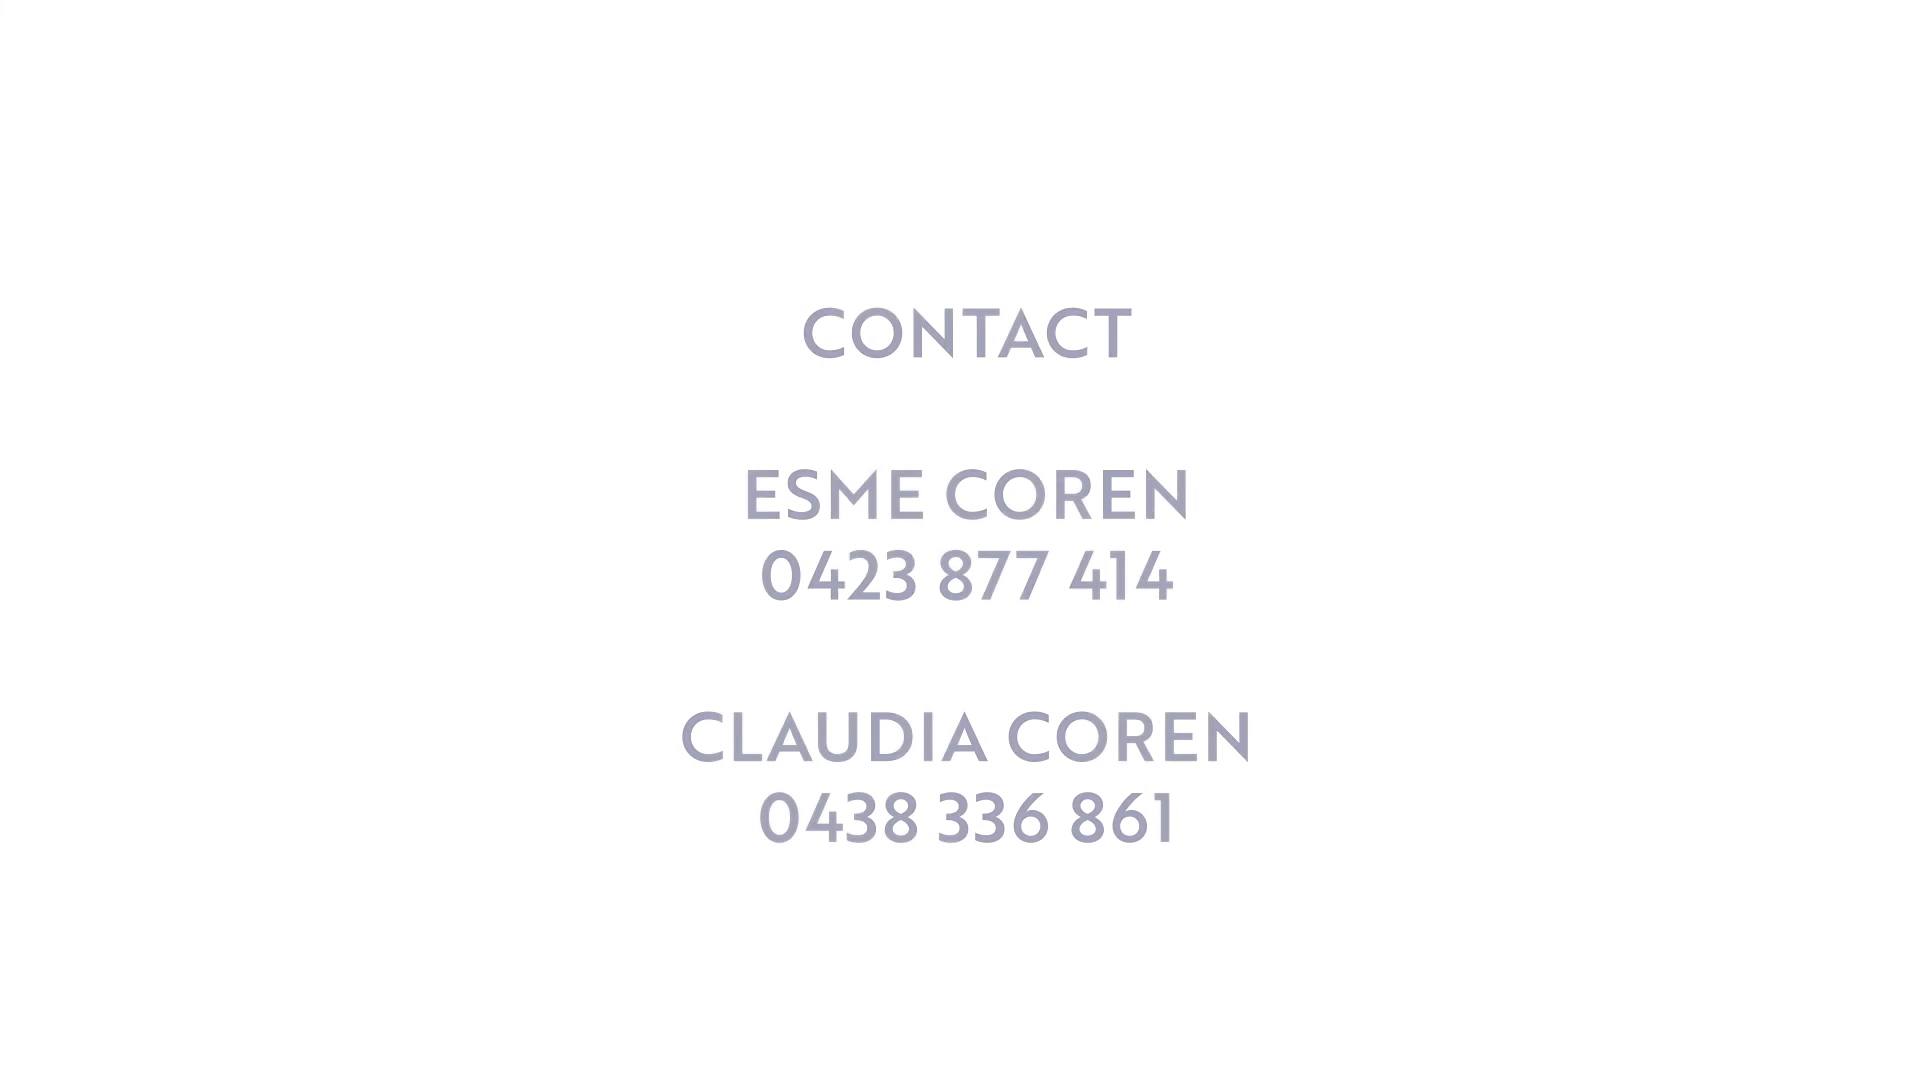 CONTACT
ESME COREN
0423 877 414
CLAUDIA COREN
0438 336 861